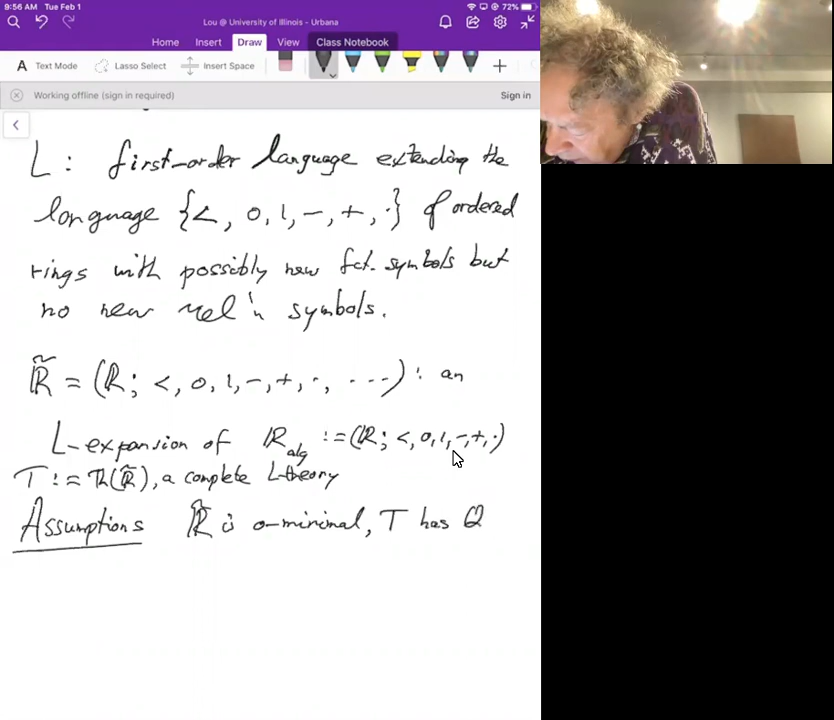 9:56 AM Tue Feb 1
72%
Lou @ University of Illinois - Urbana
Home Insert Draw View Class Notebook
A Text Mode Lasso Select Insert Space
Working offline (sign in required) Sign in
L: first-order language extending the
language {<, 0, 1, -, +, ·} of ordered
rings with possibly new fct. symbols but
no new rel'n symbols.
R̃ = (R; <, 0, 1, -, +, ·, ...): an
L-expansion of R_alg := (R; <, 0, 1, -, +, ·)
T := Th(R̃), a complete L-theory
Assumptions R̃ is o-minimal, T has Q